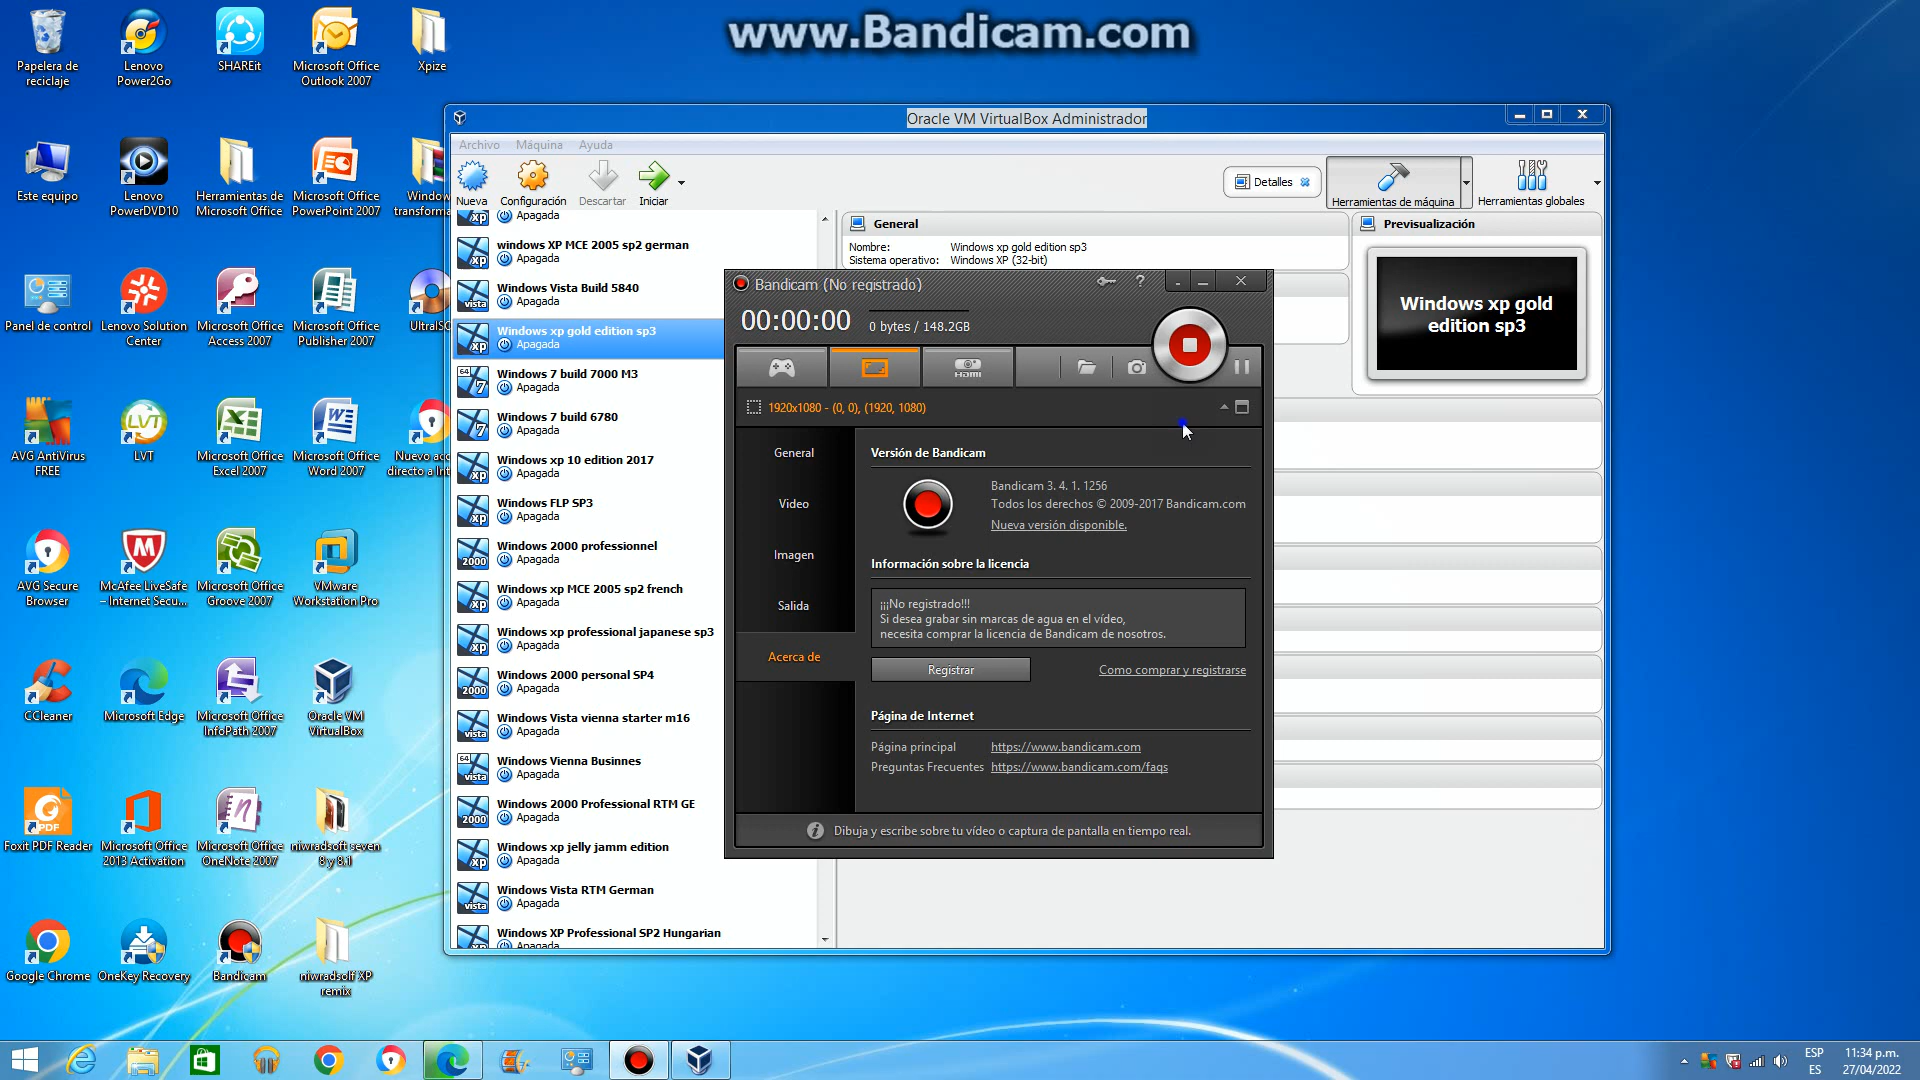 www.Bandicam.com
Papelera de
reciclaje
Lenovo
Power2Go
SHAREit
Microsoft Office
Outlook 2007
Xpize
Este equipo
Lenovo
PowerDVD10
Herramientas de
Microsoft Office
Microsoft Office
PowerPoint 2007
Window
transforma
Panel de control
Lenovo Solution
Center
Microsoft Office
Access 2007
Microsoft Office
Publisher 2007
UltraISO
AVG AntiVirus
FREE
LVT
Microsoft Office
Excel 2007
Microsoft Office
Word 2007
Nuevo acc
directo a Int
AVG Secure
Browser
McAfee LiveSafe
– Internet Secu...
Microsoft Office
Groove 2007
VMware
Workstation Pro
CCleaner
Microsoft Edge
Microsoft Office
InfoPath 2007
Oracle VM
VirtualBox
Foxit PDF Reader
Microsoft Office
2013 Activation
Microsoft Office
OneNote 2007
niwradsoft seven
8 y 8.1
Google Chrome
OneKey Recovery
Bandicam
niwradsolf XP
remix
Oracle VM VirtualBox Administrador
Archivo Máquina Ayuda
Nueva
Configuración
Descartar
Iniciar
Detalles
Herramientas de máquina
Herramientas globales
Apagada
windows XP MCE 2005 sp2 german
Apagada
Windows Vista Build 5840
Apagada
Windows xp gold edition sp3
Apagada
Windows 7 build 7000 M3
Apagada
Windows 7 build 6780
Apagada
Windows xp 10 edition 2017
Apagada
Windows FLP SP3
Apagada
Windows 2000 professionnel
Apagada
Windows xp MCE 2005 sp2 french
Apagada
Windows xp professional japanese sp3
Apagada
Windows 2000 personal SP4
Apagada
Windows Vista vienna starter m16
Apagada
Windows Vienna Businnes
Apagada
Windows 2000 Professional RTM GE
Apagada
Windows xp jelly jamm edition
Apagada
Windows Vista RTM German
Apagada
Windows XP Professional SP2 Hungarian
Apagada
General
Nombre: Windows xp gold edition sp3
Sistema operativo: Windows XP (32-bit)
Previsualización
Windows xp gold
edition sp3
Bandicam (No registrado)
00:00:00
0 bytes / 148.2GB
HDMI
1920x1080 - (0, 0), (1920, 1080)
General
Video
Imagen
Salida
Acerca de
Versión de Bandicam
Bandicam 3. 4. 1. 1256
Todos los derechos © 2009-2017 Bandicam.com
Nueva versión disponible.
Información sobre la licencia
¡¡¡No registrado!!!
Si desea grabar sin marcas de agua en el vídeo,
necesita comprar la licencia de Bandicam de nosotros.
Registrar
Como comprar y registrarse
Página de Internet
Página principal https://www.bandicam.com
Preguntas Frecuentes https://www.bandicam.com/faqs
Dibuja y escribe sobre tu vídeo o captura de pantalla en tiempo real.
ESP
ES
11:34 p.m.
27/04/2022